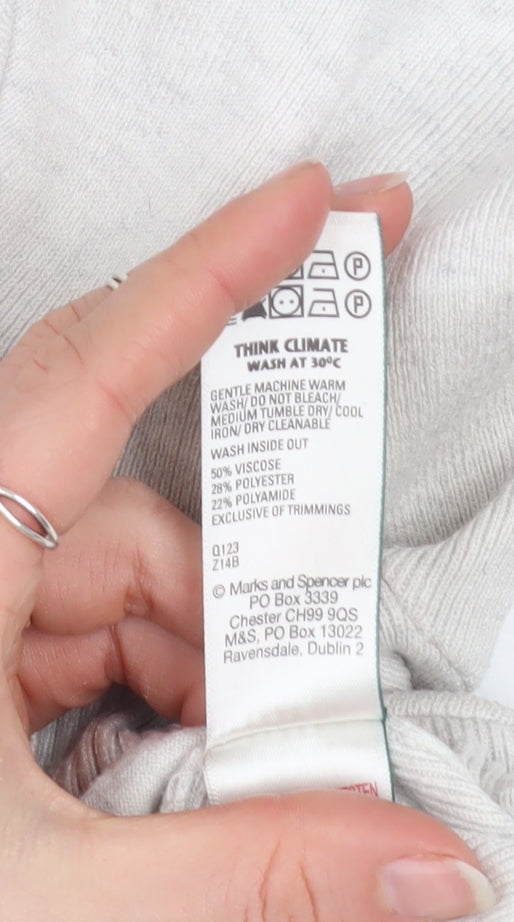 P
P
THINK CLIMATE
WASH AT 30ºC
GENTLE MACHINE WARM
WASH/ DO NOT BLEACH/
MEDIUM TUMBLE DRY/ COOL
IRON/ DRY CLEANABLE
WASH INSIDE OUT
50% VISCOSE
28% POLYESTER
22% POLYAMIDE
EXCLUSIVE OF TRIMMINGS
Q123
Z14B
© Marks and Spencer plc
PO Box 3339
Chester CH99 9QS
M&S, PO Box 13022
Ravensdale, Dublin 2